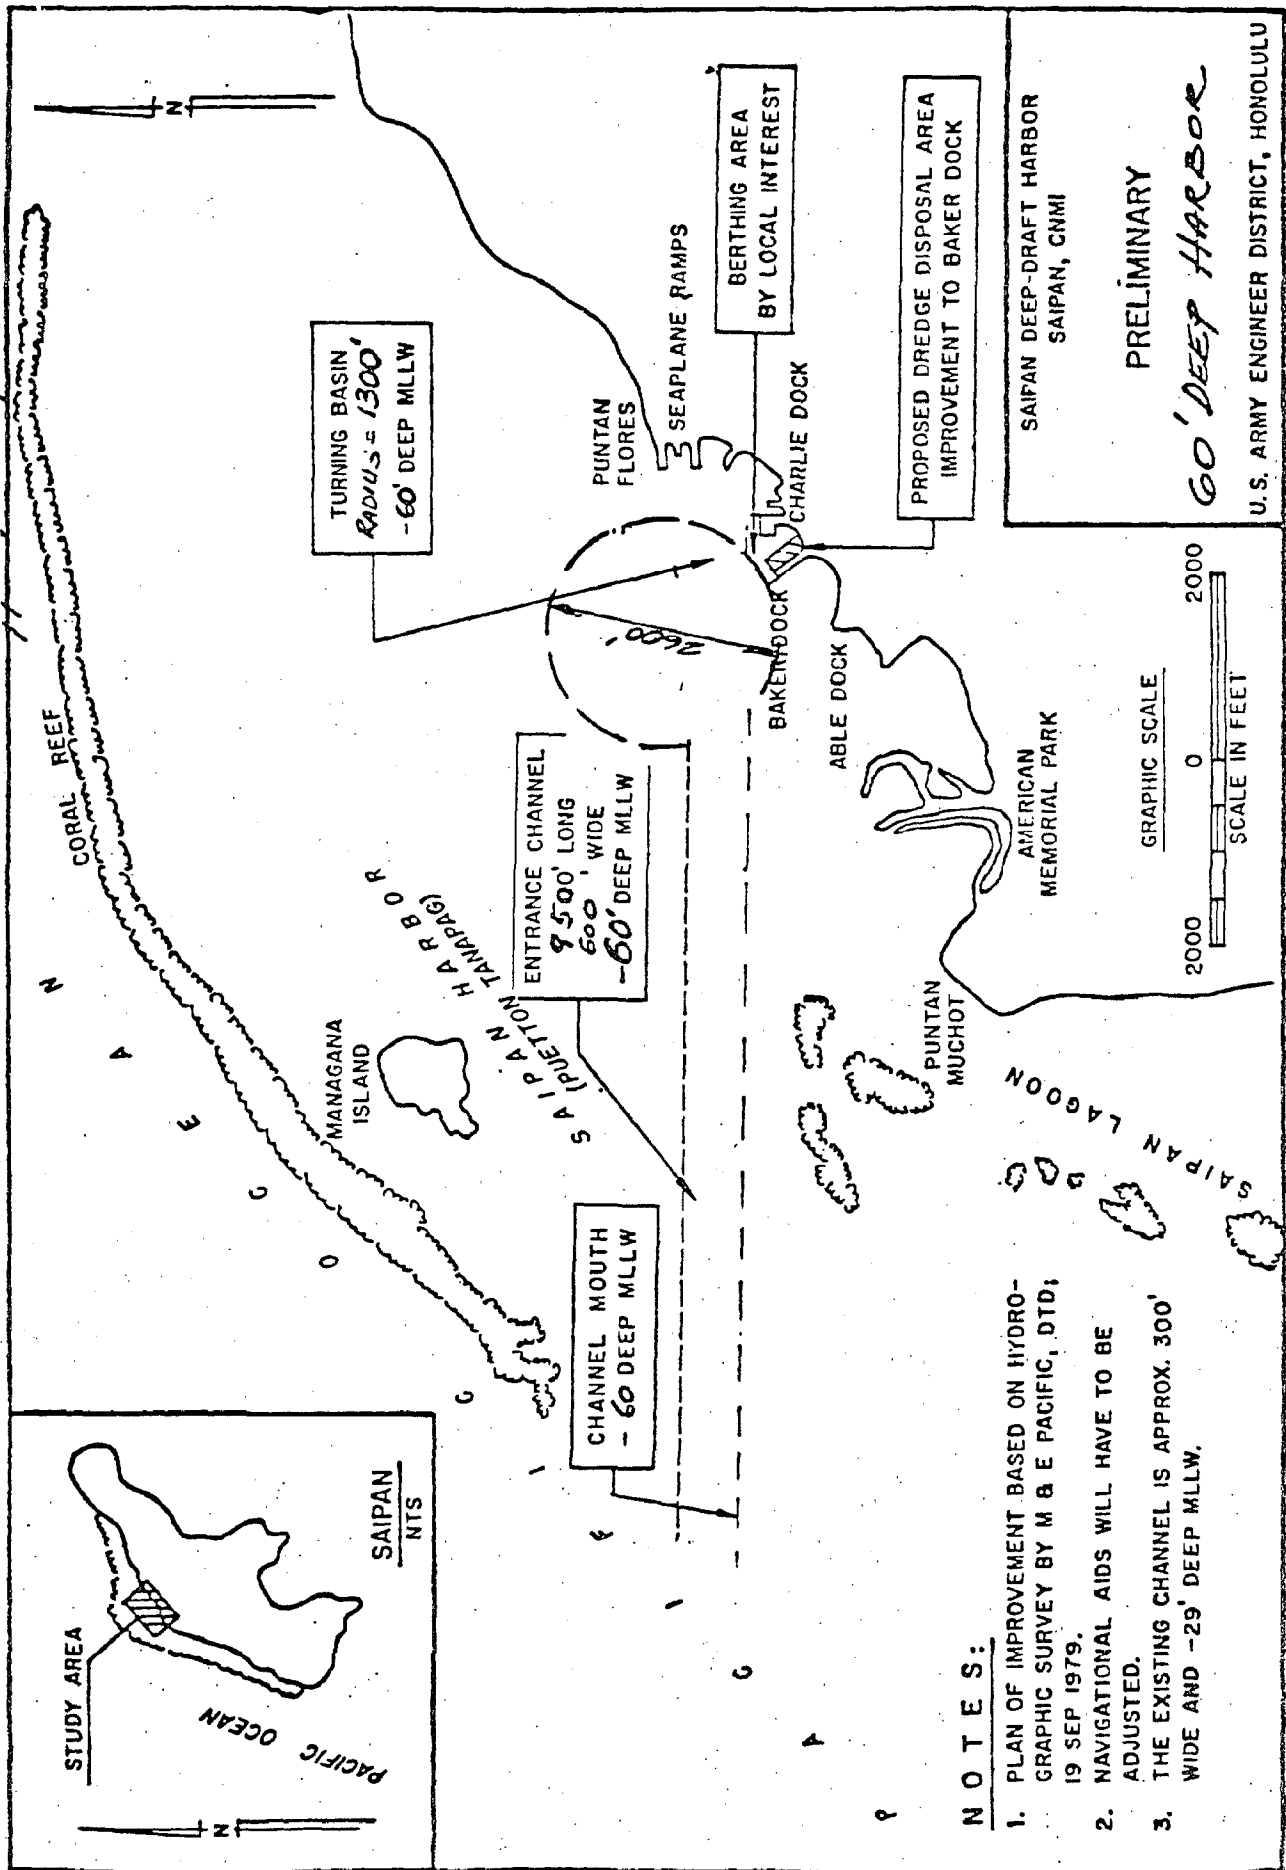 STUDY AREA
PACIFIC OCEAN
SAIPAN
NTS
N
N
CORAL REEF
PACIFIC OCEAN
MANAGANA
ISLAND
SAIPAN HARBOR
(PUETTON TANAPAG)
TURNING BASIN
RADIUS = 1300'
-60' DEEP MLLW
PUNTAN
FLORES
SEAPLANE RAMPS
2600'
CHANNEL MOUTH
-60 DEEP MLLW
ENTRANCE CHANNEL
9500' LONG
600' WIDE
-60' DEEP MLLW
BERTHING AREA
BY LOCAL INTEREST
BAKER DOCK
CHARLIE DOCK
ABLE DOCK
PROPOSED DREDGE DISPOSAL AREA
IMPROVEMENT TO BAKER DOCK
PUNTAN
MUCHOT
AMERICAN
MEMORIAL PARK
SAIPAN LAGOON
NOTES:
1. PLAN OF IMPROVEMENT BASED ON HYDRO-
GRAPHIC SURVEY BY M & E PACIFIC, DTD;
19 SEP 1979.
2. NAVIGATIONAL AIDS WILL HAVE TO BE
ADJUSTED.
3. THE EXISTING CHANNEL IS APPROX. 300'
WIDE AND -29' DEEP MLLW.
GRAPHIC SCALE
2000 0 2000
SCALE IN FEET
SAIPAN DEEP-DRAFT HARBOR
SAIPAN, CNMI
PRELIMINARY
60' DEEP HARBOR
U.S. ARMY ENGINEER DISTRICT, HONOLULU